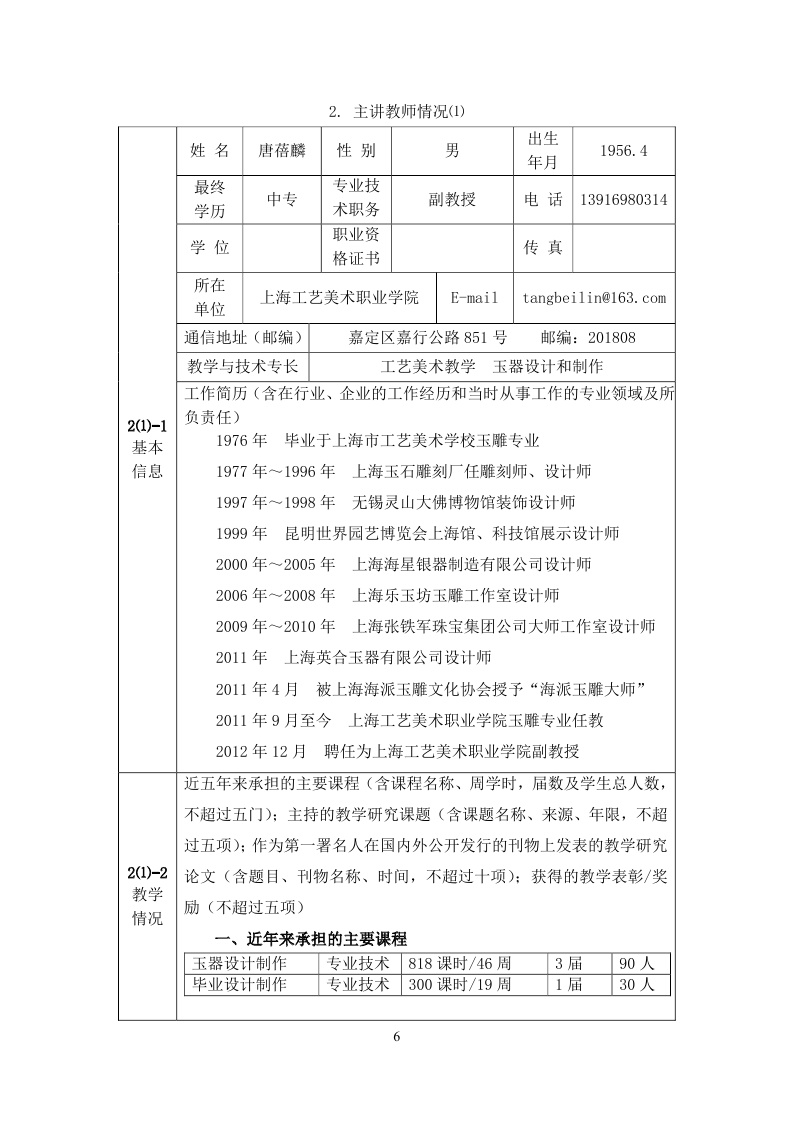 2. 主讲教师情况⑴
姓 名 唐蓓麟 性 别 男 出生年月 1956.4
最终学历 中专 专业技术职务 副教授 电 话 13916980314
学 位 职业资格证书 传 真
所在单位 上海工艺美术职业学院 E-mail tangbeilin@163.com
通信地址（邮编） 嘉定区嘉行公路 851 号 邮编：201808
教学与技术专长 工艺美术教学 玉器设计和制作
2⑴-1
基本
信息
工作简历（含在行业、企业的工作经历和当时从事工作的专业领域及所
负责任）
1976 年 毕业于上海市工艺美术学校玉雕专业
1977 年～1996 年 上海玉石雕刻厂任雕刻师、设计师
1997 年～1998 年 无锡灵山大佛博物馆装饰设计师
1999 年 昆明世界园艺博览会上海馆、科技馆展示设计师
2000 年～2005 年 上海海星银器制造有限公司设计师
2006 年～2008 年 上海乐玉坊玉雕工作室设计师
2009 年～2010 年 上海张铁军珠宝集团公司大师工作室设计师
2011 年 上海英合玉器有限公司设计师
2011 年 4 月 被上海海派玉雕文化协会授予“海派玉雕大师”
2011 年 9 月至今 上海工艺美术职业学院玉雕专业任教
2012 年 12 月 聘任为上海工艺美术职业学院副教授
2⑴-2
教学
情况
近五年来承担的主要课程（含课程名称、周学时，届数及学生总人数，
不超过五门）；主持的教学研究课题（含课题名称、来源、年限，不超
过五项）；作为第一署名人在国内外公开发行的刊物上发表的教学研究
论文（含题目、刊物名称、时间，不超过十项）；获得的教学表彰/奖
励（不超过五项）
一、近年来承担的主要课程
玉器设计制作 专业技术 818 课时/46 周 3 届 90 人
毕业设计制作 专业技术 300 课时/19 周 1 届 30 人
6